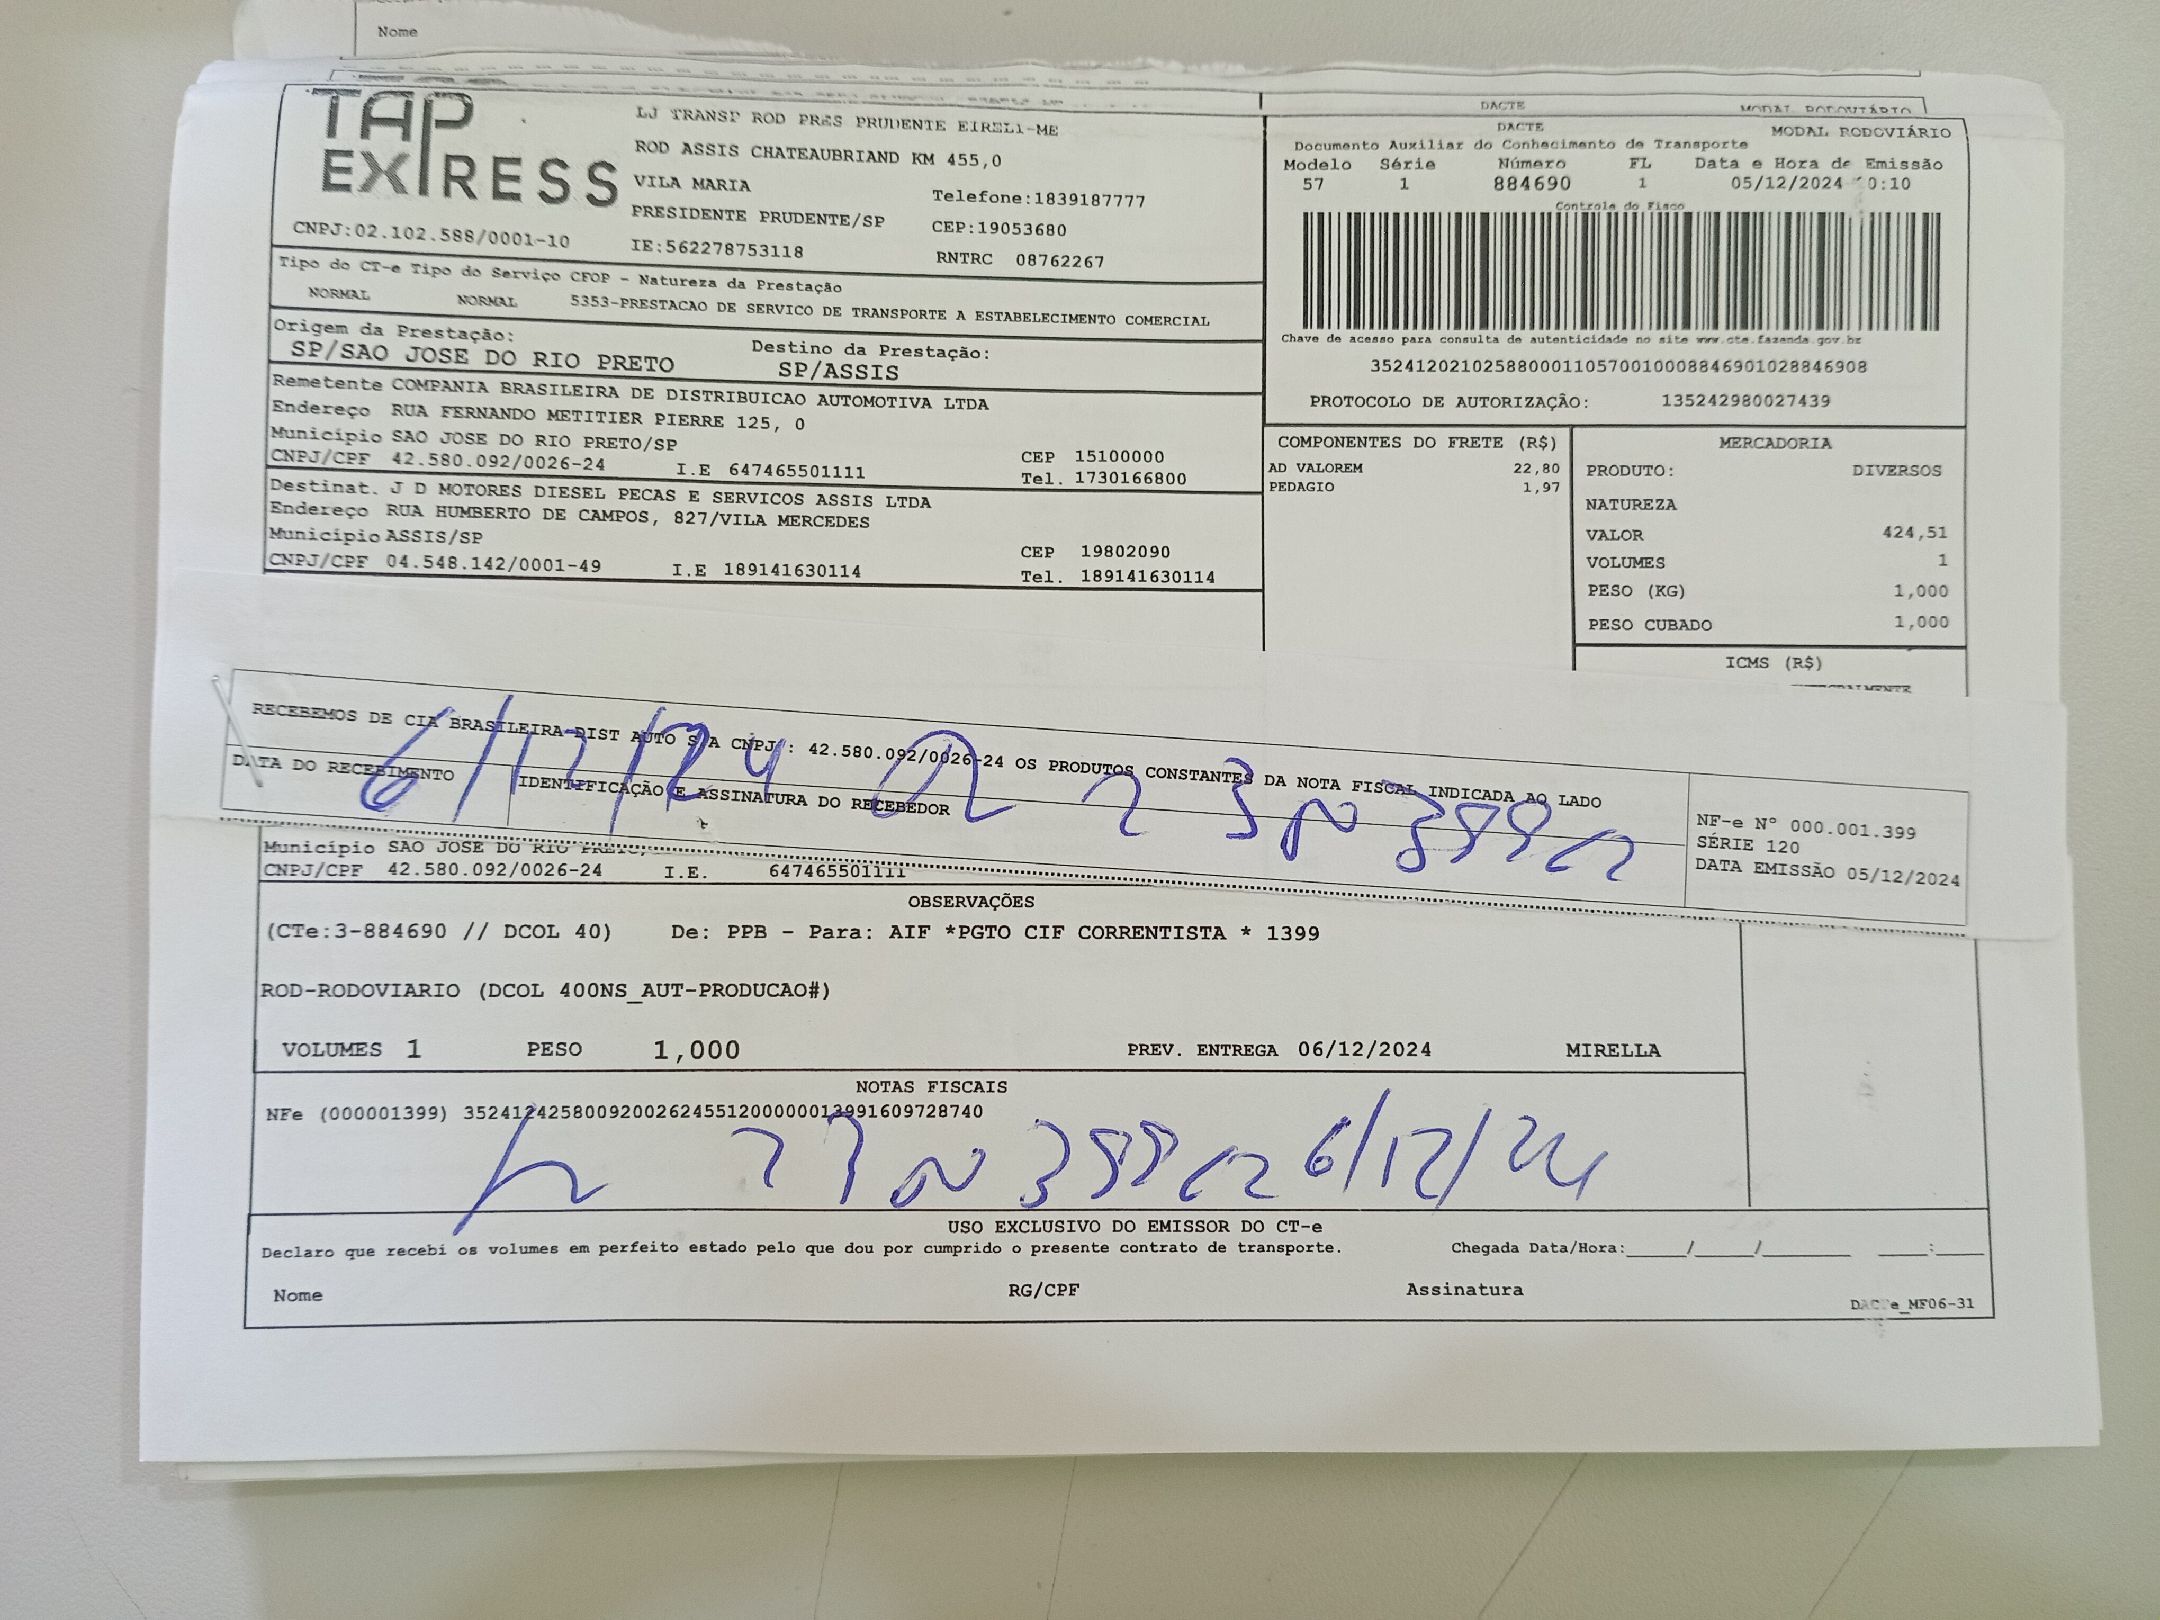 Nome
DACTE
MODAL RODOVIÁRIO
TAP EXPRESS
LJ TRANSP ROD PRES PRUDENTE EIRELI-ME
ROD ASSIS CHATEAUBRIAND KM 455,0
VILA MARIA
Telefone:1839187777
PRESIDENTE PRUDENTE/SP
CEP:19053680
CNPJ:02.102.588/0001-10
IE:562278753118
RNTRC 08762267
DACTE
MODAL RODOVIÁRIO
Documento Auxiliar do Conhecimento de Transporte
Modelo Série Número FL Data e Hora de Emissão
57 1 884690 1 05/12/2024 0:10
Controle do Fisco
Chave de acesso para consulta de autenticidade no site www.cte.fazenda.gov.br
35241202102588000110570010008846901028846908
PROTOCOLO DE AUTORIZAÇÃO: 135242980027439
Tipo do CT-e Tipo do Serviço CFOP - Natureza da Prestação
NORMAL NORMAL 5353-PRESTACAO DE SERVICO DE TRANSPORTE A ESTABELECIMENTO COMERCIAL
Origem da Prestação: Destino da Prestação:
SP/SAO JOSE DO RIO PRETO SP/ASSIS
Remetente COMPANIA BRASILEIRA DE DISTRIBUICAO AUTOMOTIVA LTDA
Endereço RUA FERNANDO METITIER PIERRE 125, 0
Município SAO JOSE DO RIO PRETO/SP CEP 15100000
CNPJ/CPF 42.580.092/0026-24 I.E 647465501111 Tel. 1730166800
Destinat. J D MOTORES DIESEL PECAS E SERVICOS ASSIS LTDA
Endereço RUA HUMBERTO DE CAMPOS, 827/VILA MERCEDES
Município ASSIS/SP CEP 19802090
CNPJ/CPF 04.548.142/0001-49 I.E 189141630114 Tel. 189141630114
COMPONENTES DO FRETE (R$)
AD VALOREM 22,80
PEDAGIO 1,97
MERCADORIA
PRODUTO: DIVERSOS
NATUREZA
VALOR 424,51
VOLUMES 1
PESO (KG) 1,000
PESO CUBADO 1,000
ICMS (R$)
RECEBEMOS DE CIA BRASILEIRA DIST AUTO S/A CNPJ : 42.580.092/0026-24 OS PRODUTOS CONSTANTES DA NOTA FISCAL INDICADA AO LADO
DATA DO RECEBIMENTO IDENTIFICAÇÃO E ASSINATURA DO RECEBEDOR
6/12/24
NF-e N° 000.001.399
SÉRIE 120
DATA EMISSÃO 05/12/2024
Município SAO JOSE DO RIO PRETO/
CNPJ/CPF 42.580.092/0026-24 I.E. 647465501111
OBSERVAÇÕES
(CTe:3-884690 // DCOL 40) De: PPB - Para: AIF *PGTO CIF CORRENTISTA * 1399
ROD-RODOVIARIO (DCOL 400NS_AUT-PRODUCAO#)
VOLUMES 1 PESO 1,000 PREV. ENTREGA 06/12/2024 MIRELLA
NOTAS FISCAIS
NFe (000001399) 35241242580092002624551200000013991609728740
6/12/24
USO EXCLUSIVO DO EMISSOR DO CT-e
Declaro que recebi os volumes em perfeito estado pelo que dou por cumprido o presente contrato de transporte. Chegada Data/Hora:_____/_____/_______ ____:____
Nome RG/CPF Assinatura
DACTe_MF06-31